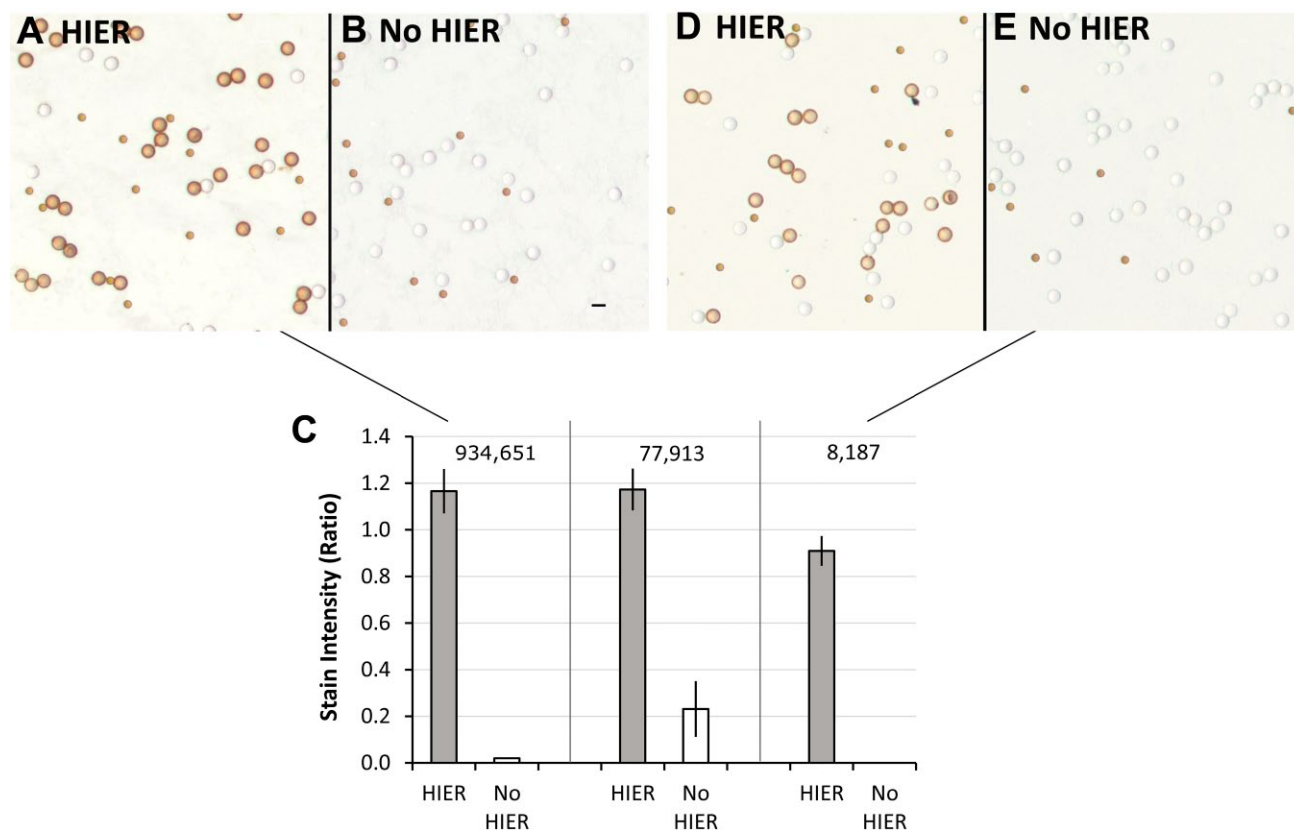 A HIER
B No HIER
D HIER
E No HIER
C
1.4
1.2
1.0
0.8
0.6
0.4
0.2
0.0
Stain Intensity (Ratio)
934,651
77,913
8,187
HIER
No
HIER
HIER
No
HIER
HIER
No
HIER